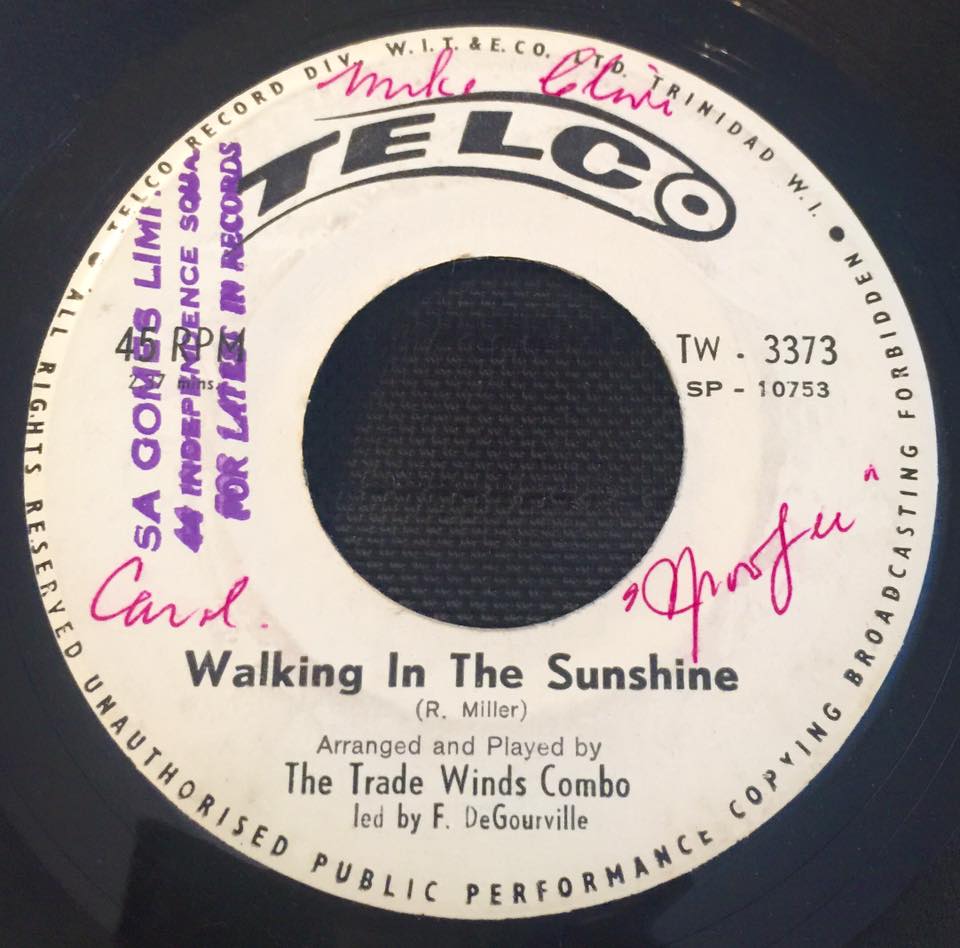 TELCO RECORD DIV. W.I.T. & E.CO. LTD. TRINIDAD W.I.
Mike
TELCO
SA GOMES
44 INDEPENDENCE
FOR LATEST IN RECORDS
45 RPM
mins.
TW . 3373
SP - 10753
Carol.
Walking In The Sunshine
(R. Miller)
Arranged and Played by
The Trade Winds Combo
led by F. DeGourville
ALL RIGHTS RESERVED UNAUTHORISED PUBLIC PERFORMANCE COPYING BROADCASTING FORBIDDEN